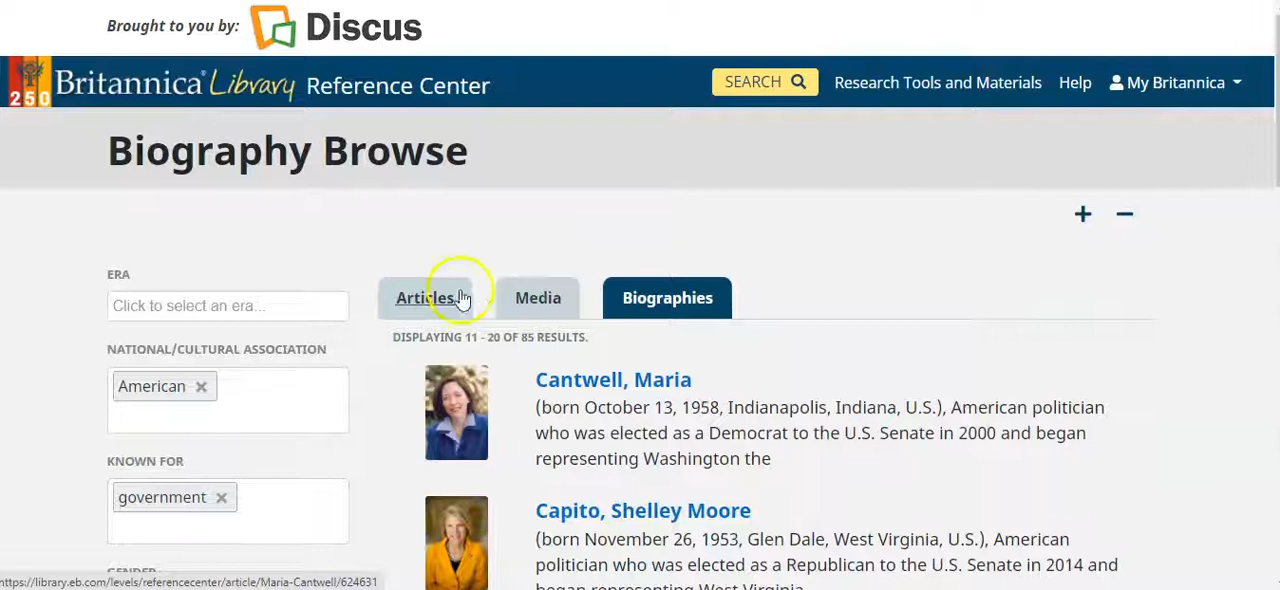 Brought to you by: Discus
250 Britannica® Library Reference Center SEARCH Research Tools and Materials Help My Britannica
Biography Browse
+ −
ERA
Click to select an era...
Articles Media Biographies
DISPLAYING 11 - 20 OF 85 RESULTS.
NATIONAL/CULTURAL ASSOCIATION
American ×
Cantwell, Maria
(born October 13, 1958, Indianapolis, Indiana, U.S.), American politician
who was elected as a Democrat to the U.S. Senate in 2000 and began
representing Washington the
KNOWN FOR
government ×
Capito, Shelley Moore
(born November 26, 1953, Glen Dale, West Virginia, U.S.), American
politician who was elected as a Republican to the U.S. Senate in 2014 and
began representing West Virginia
GENDER
https://library.eb.com/levels/referencecenter/article/Maria-Cantwell/624631